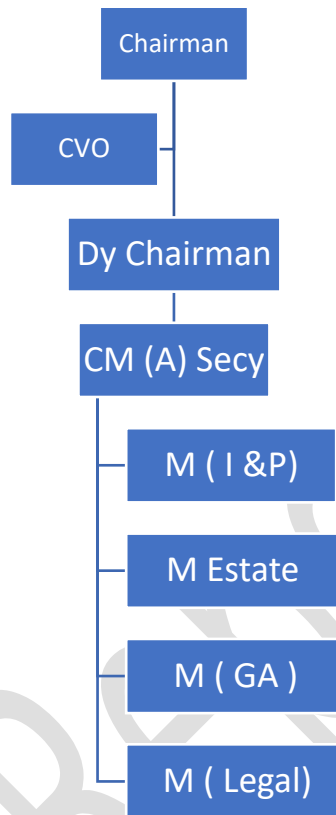 Chairman
CVO
Dy Chairman
CM (A) Secy
M ( I &P)
M Estate
M ( GA )
M ( Legal)